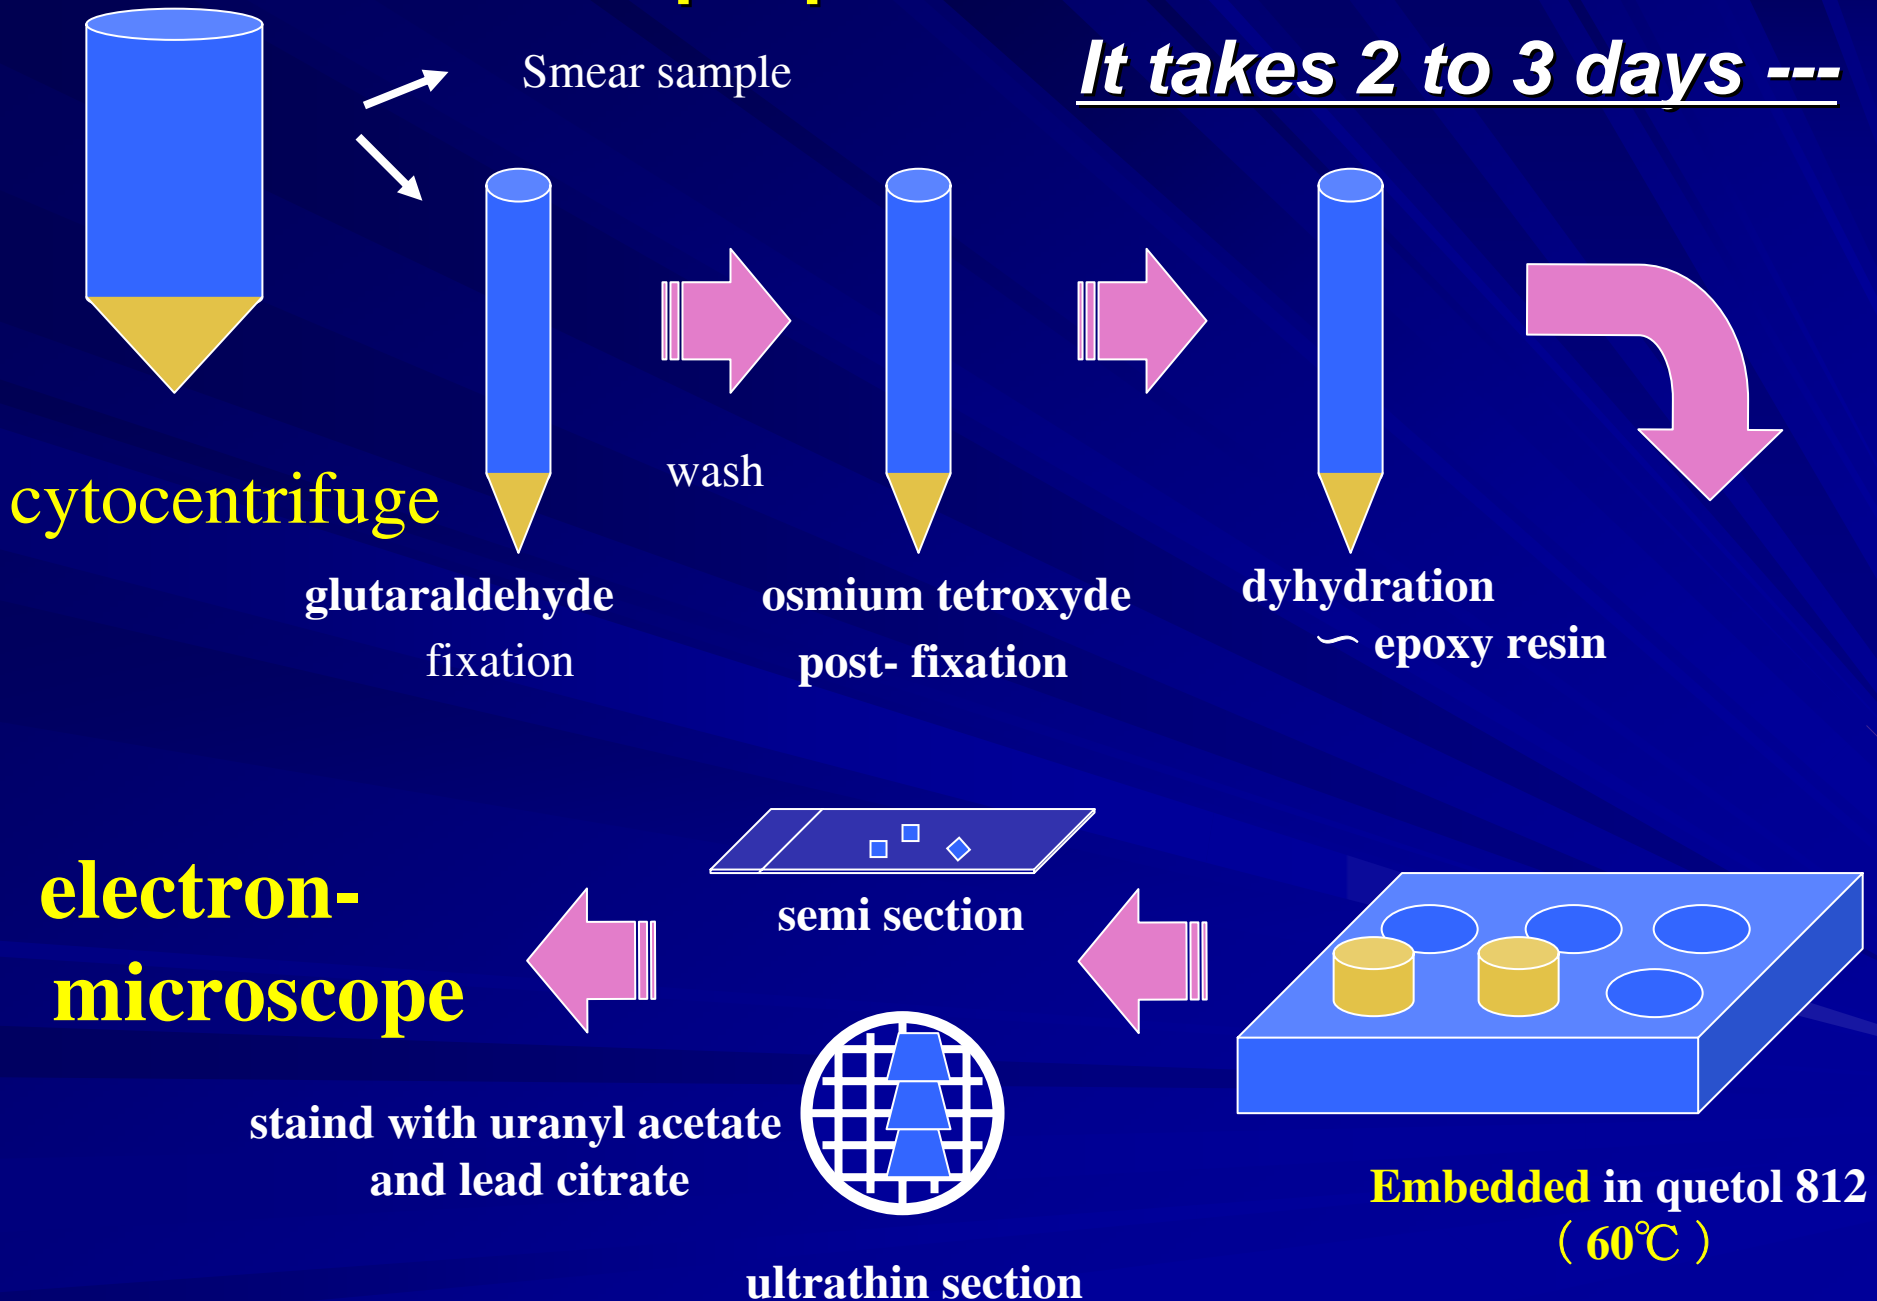 Smear sample
It takes 2 to 3 days ---
cytocentrifuge
wash
glutaraldehyde
fixation
osmium tetroxyde
post- fixation
dyhydration
〜 epoxy resin
electron-
microscope
semi section
staind with uranyl acetate
and lead citrate
ultrathin section
Embedded in quetol 812
（ 60℃ ）